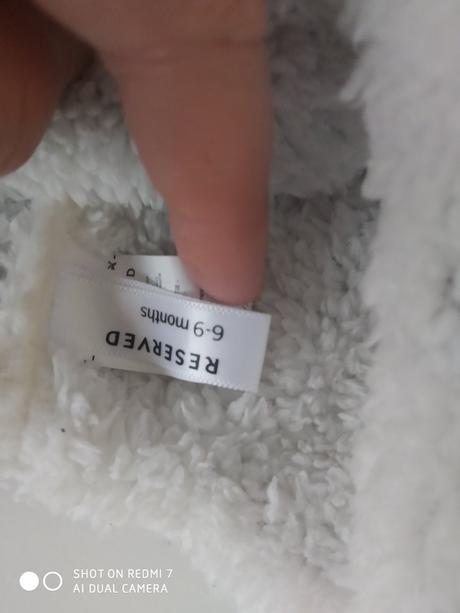 RESERVED
6-9 months
SHOT ON REDMI 7
AI DUAL CAMERA